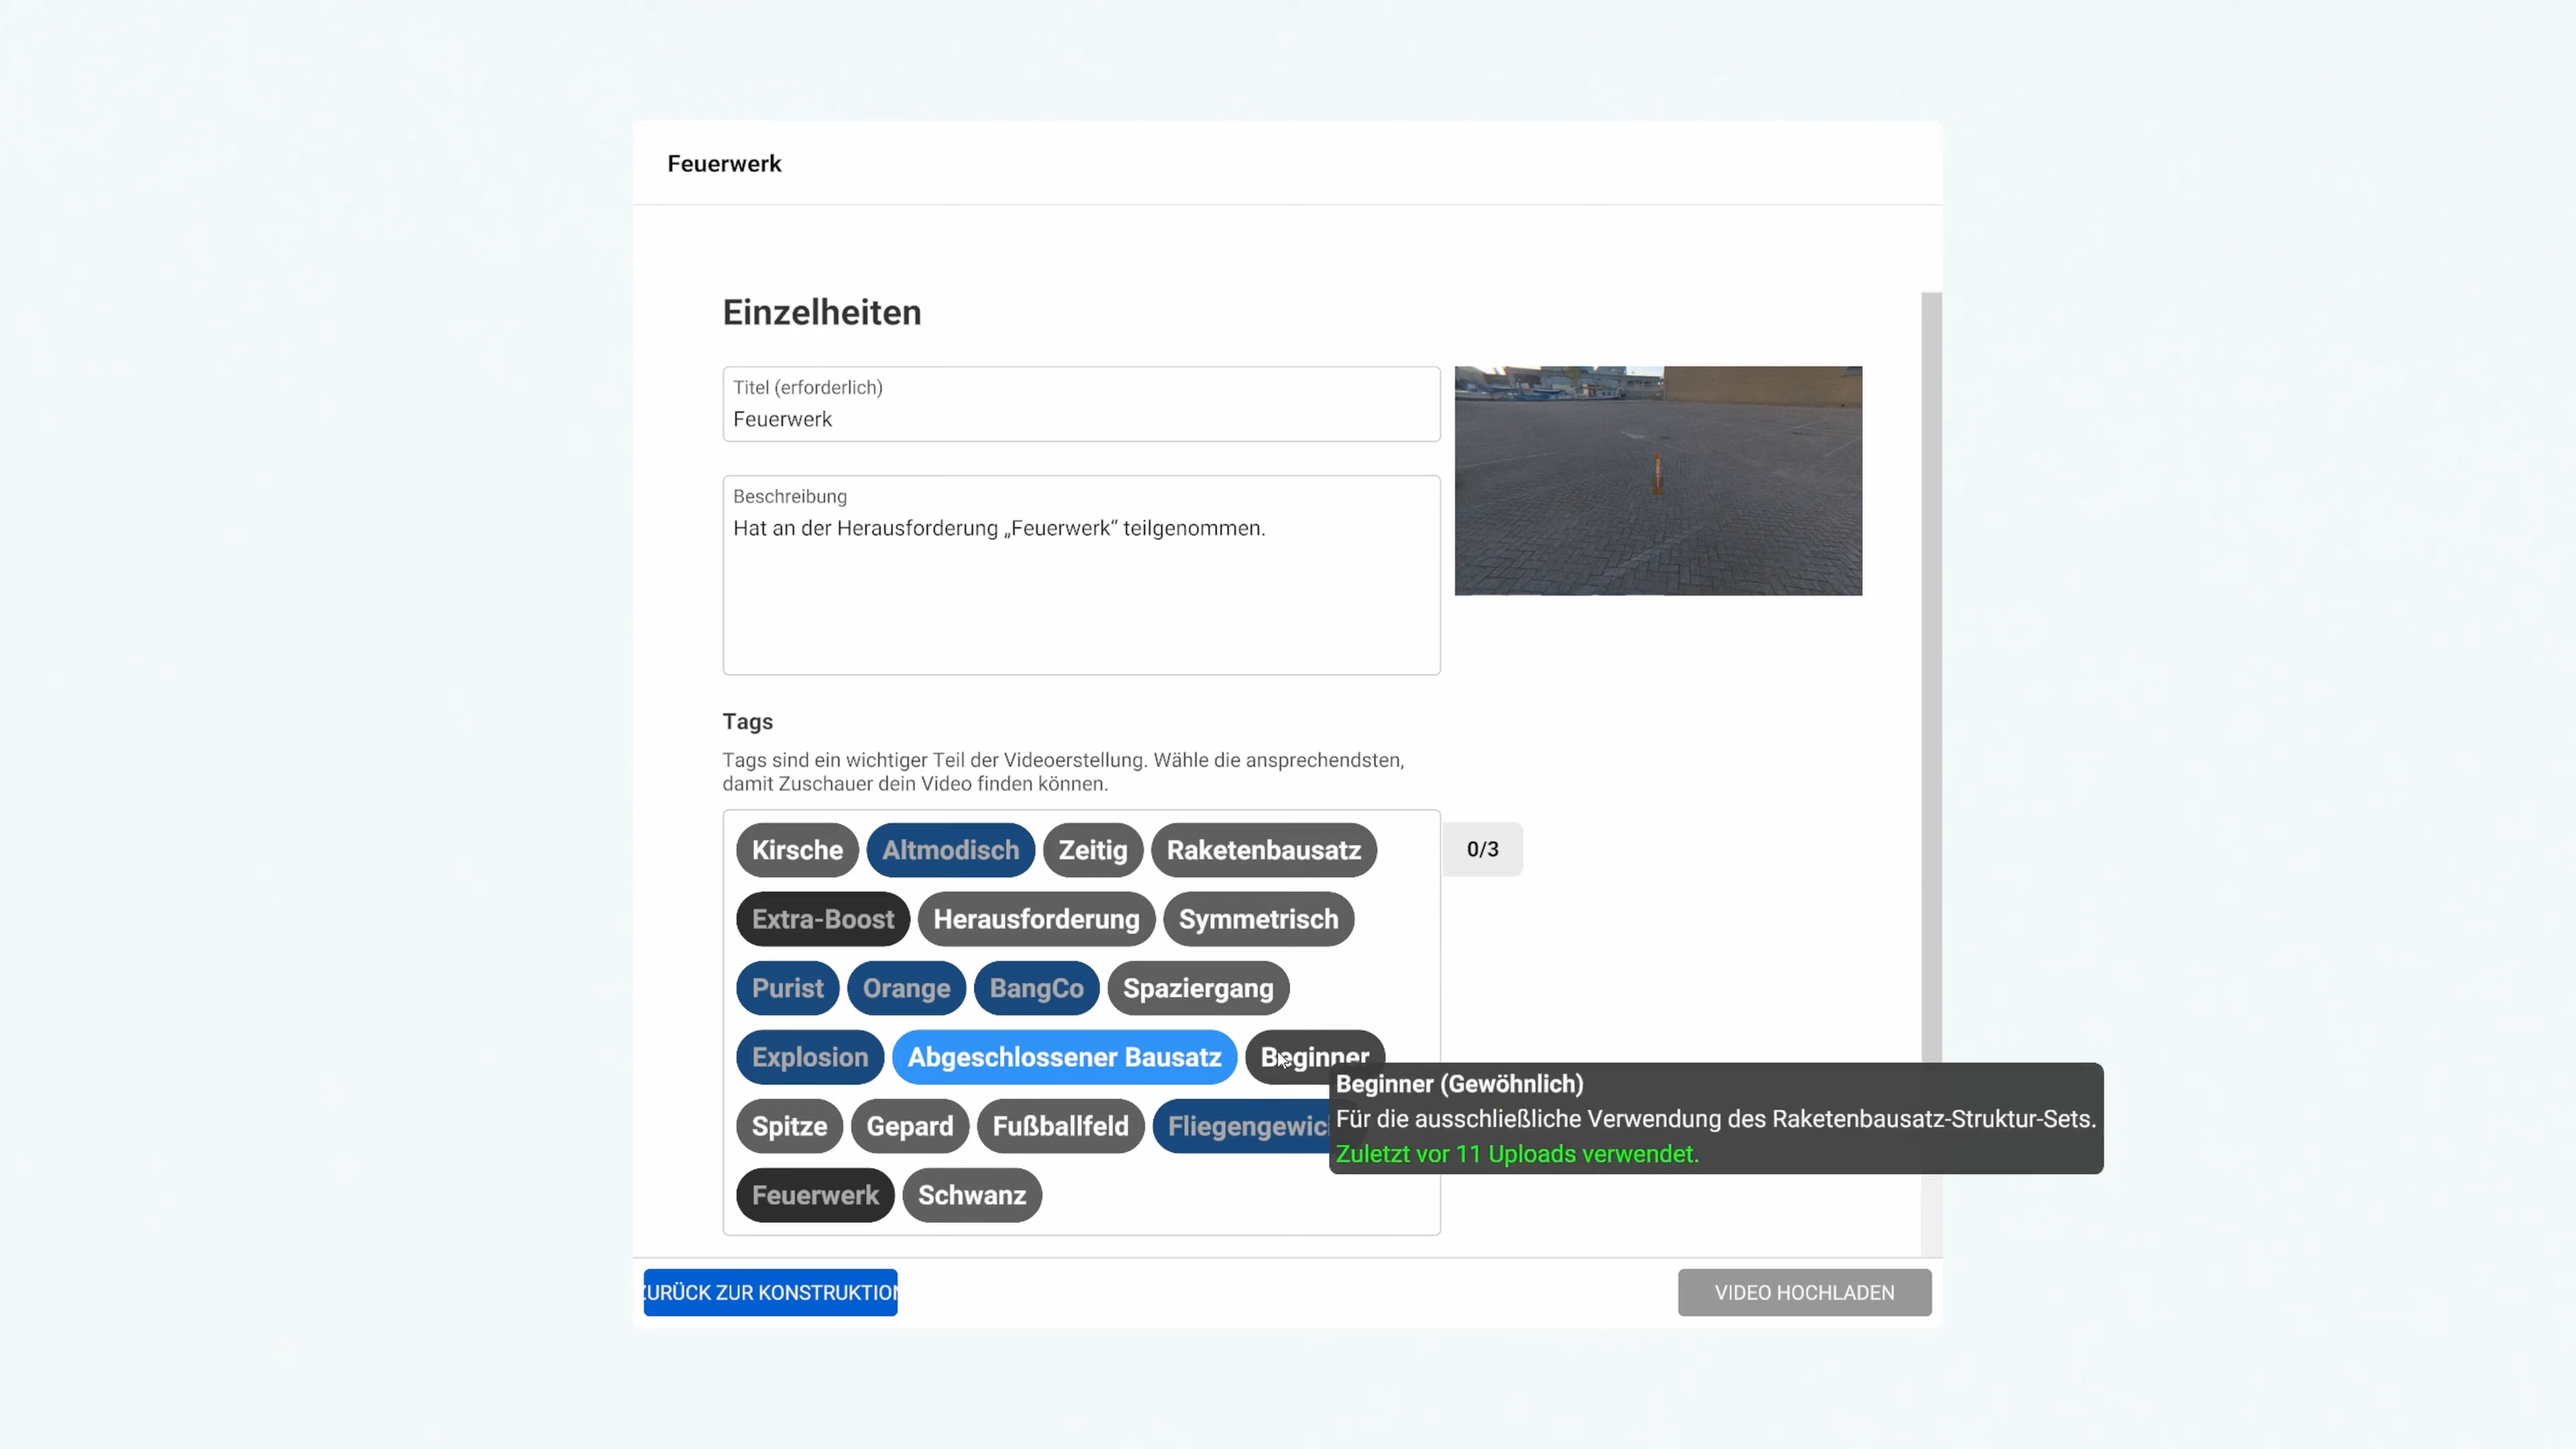 Feuerwerk
Einzelheiten
Titel (erforderlich)
Feuerwerk
Beschreibung
Hat an der Herausforderung „Feuerwerk“ teilgenommen.
Tags
Tags sind ein wichtiger Teil der Videoerstellung. Wähle die ansprechendsten,
damit Zuschauer dein Video finden können.
Kirsche Altmodisch Zeitig Raketenbausatz
0/3
Extra-Boost Herausforderung Symmetrisch
Purist Orange BangCo Spaziergang
Explosion Abgeschlossener Bausatz Beginner
Beginner (Gewöhnlich)
Für die ausschließliche Verwendung des Raketenbausatz-Struktur-Sets.
Zuletzt vor 11 Uploads verwendet.
Spitze Gepard Fußballfeld Fliegengewic
Feuerwerk Schwanz
ZURÜCK ZUR KONSTRUKTION
VIDEO HOCHLADEN